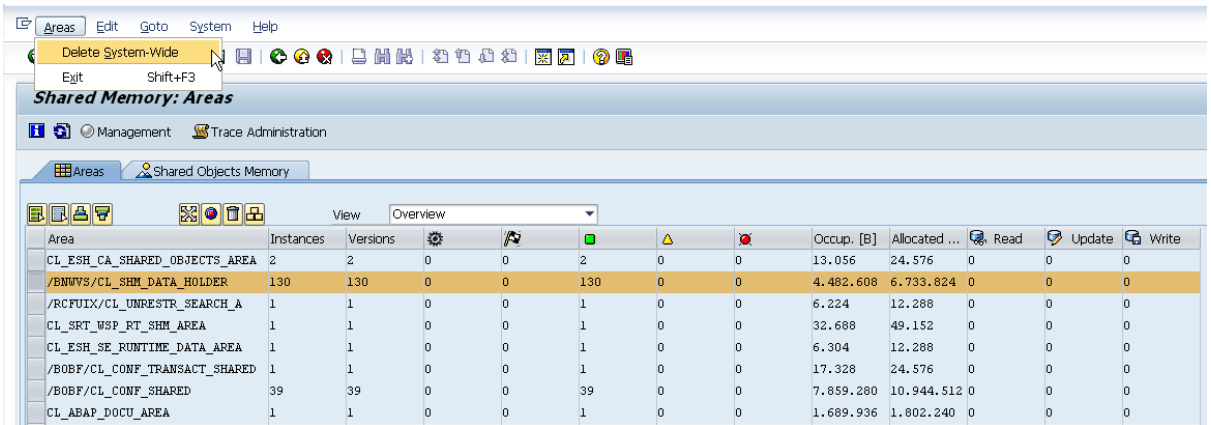 Areas Edit Goto System Help
Delete System-Wide
Exit Shift+F3
Shared Memory: Areas
Management Trace Administration
Areas Shared Objects Memory
View Overview
Area Instances Versions Occup. [B] Allocated ... Read Update Write
CL_ESH_CA_SHARED_OBJECTS_AREA 2 2 0 0 2 0 0 13.056 24.576 0 0 0
/BNWVS/CL_SHM_DATA_HOLDER 130 130 0 0 130 0 0 4.482.608 6.733.824 0 0 0
/RCFUIX/CL_UNRESTR_SEARCH_A 1 1 0 0 1 0 0 6.224 12.288 0 0 0
CL_SRT_WSP_RT_SHM_AREA 1 1 0 0 1 0 0 32.688 49.152 0 0 0
CL_ESH_SE_RUNTIME_DATA_AREA 1 1 0 0 1 0 0 6.304 12.288 0 0 0
/BOBF/CL_CONF_TRANSACT_SHARED 1 1 0 0 1 0 0 17.328 24.576 0 0 0
/BOBF/CL_CONF_SHARED 39 39 0 0 39 0 0 7.859.280 10.944.512 0 0 0
CL_ABAP_DOCU_AREA 1 1 0 0 1 0 0 1.689.936 1.802.240 0 0 0